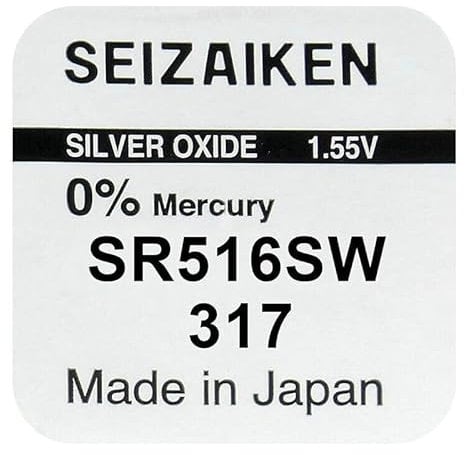 SEIZAIKEN
SILVER OXIDE 1.55V
0% Mercury
SR516SW
317
Made in Japan